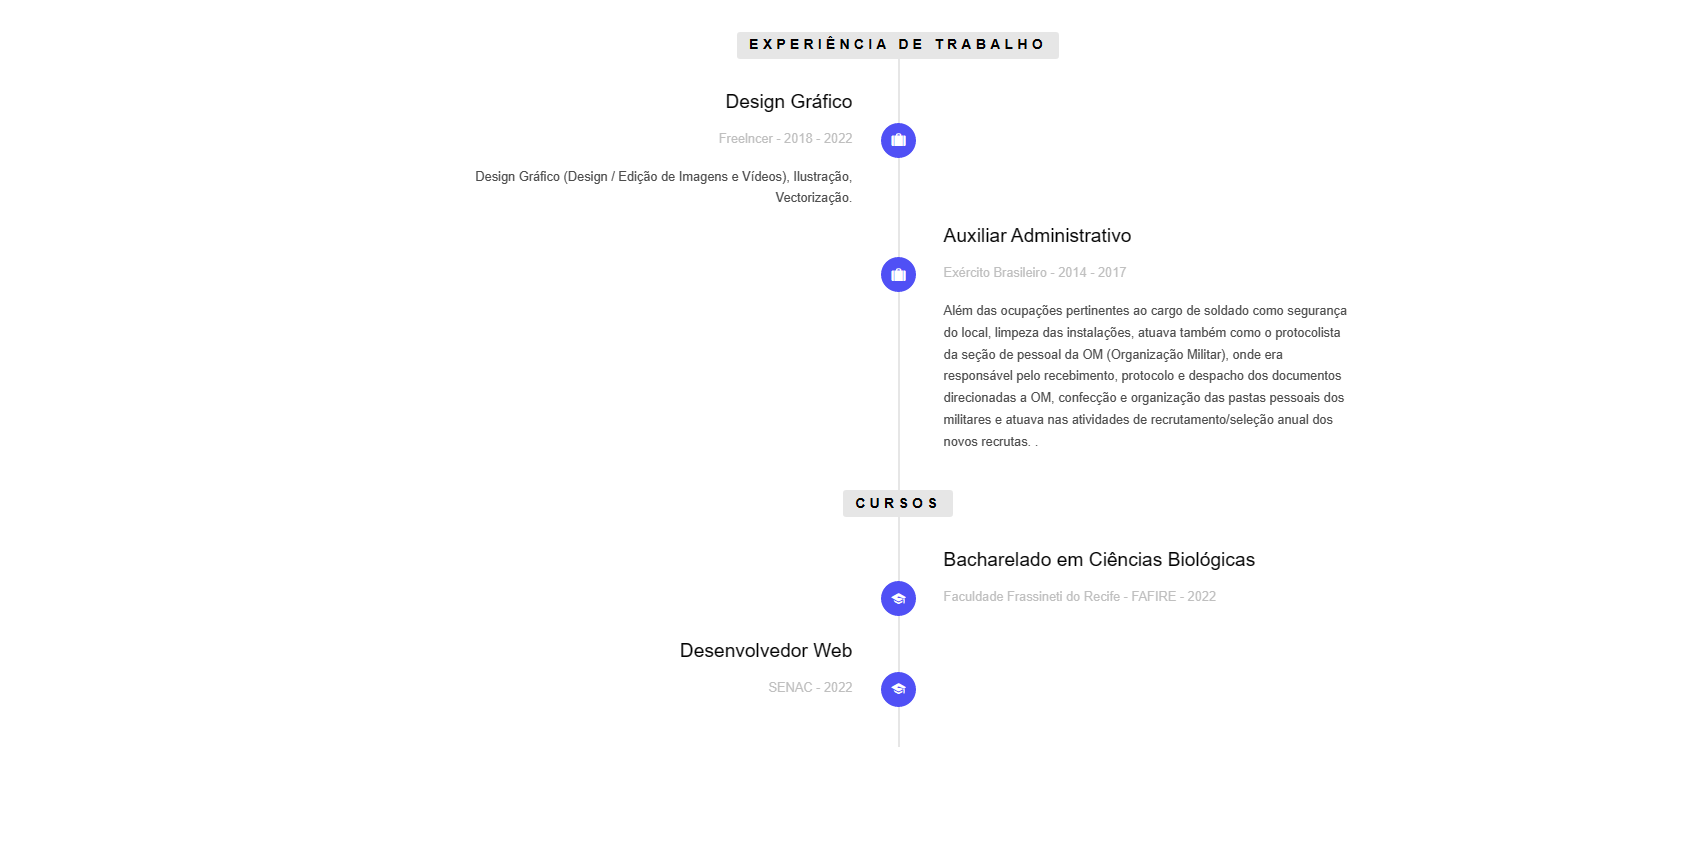 EXPERIÊNCIA DE TRABALHO
Design Gráfico
Freelncer - 2018 - 2022
Design Gráfico (Design / Edição de Imagens e Vídeos), Ilustração,
Vectorização.
Auxiliar Administrativo
Exército Brasileiro - 2014 - 2017
Além das ocupações pertinentes ao cargo de soldado como segurança
do local, limpeza das instalações, atuava também como o protocolista
da seção de pessoal da OM (Organização Militar), onde era
responsável pelo recebimento, protocolo e despacho dos documentos
direcionadas a OM, confecção e organização das pastas pessoais dos
militares e atuava nas atividades de recrutamento/seleção anual dos
novos recrutas. .
CURSOS
Bacharelado em Ciências Biológicas
Faculdade Frassineti do Recife - FAFIRE - 2022
Desenvolvedor Web
SENAC - 2022